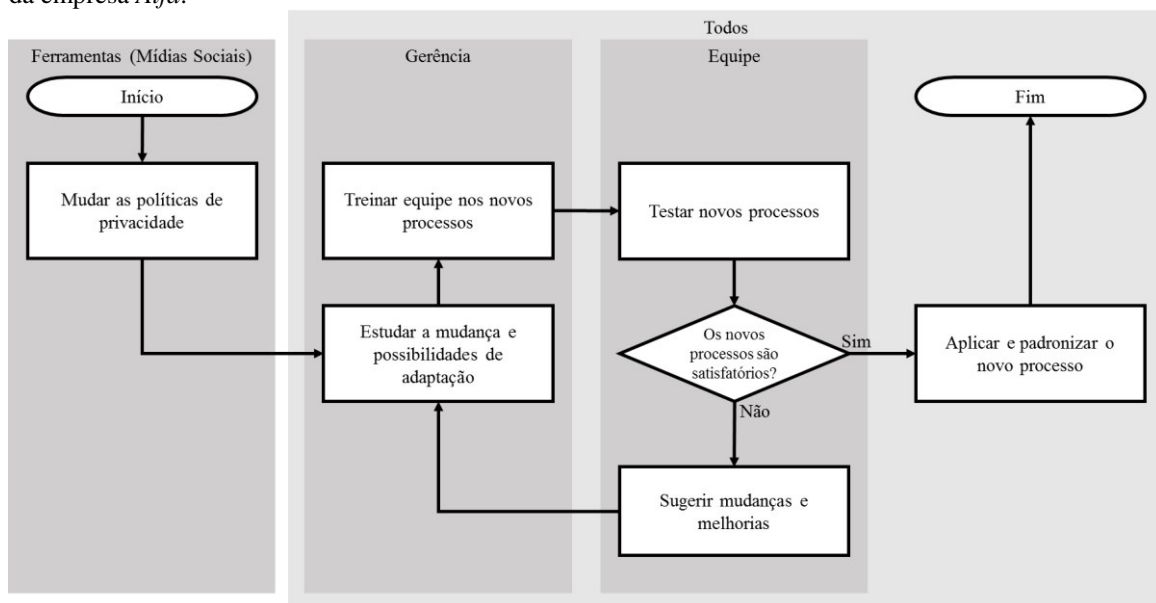 da empresa Alfa.
Todos
Ferramentas (Mídias Sociais)
Gerência
Equipe
Início
Fim
Mudar as políticas de
privacidade
Treinar equipe nos novos
processos
Testar novos processos
Estudar a mudança e
possibilidades de
adaptação
Os novos
processos são
satisfatórios?
Sim
Aplicar e padronizar o
novo processo
Não
Sugerir mudanças e
melhorias